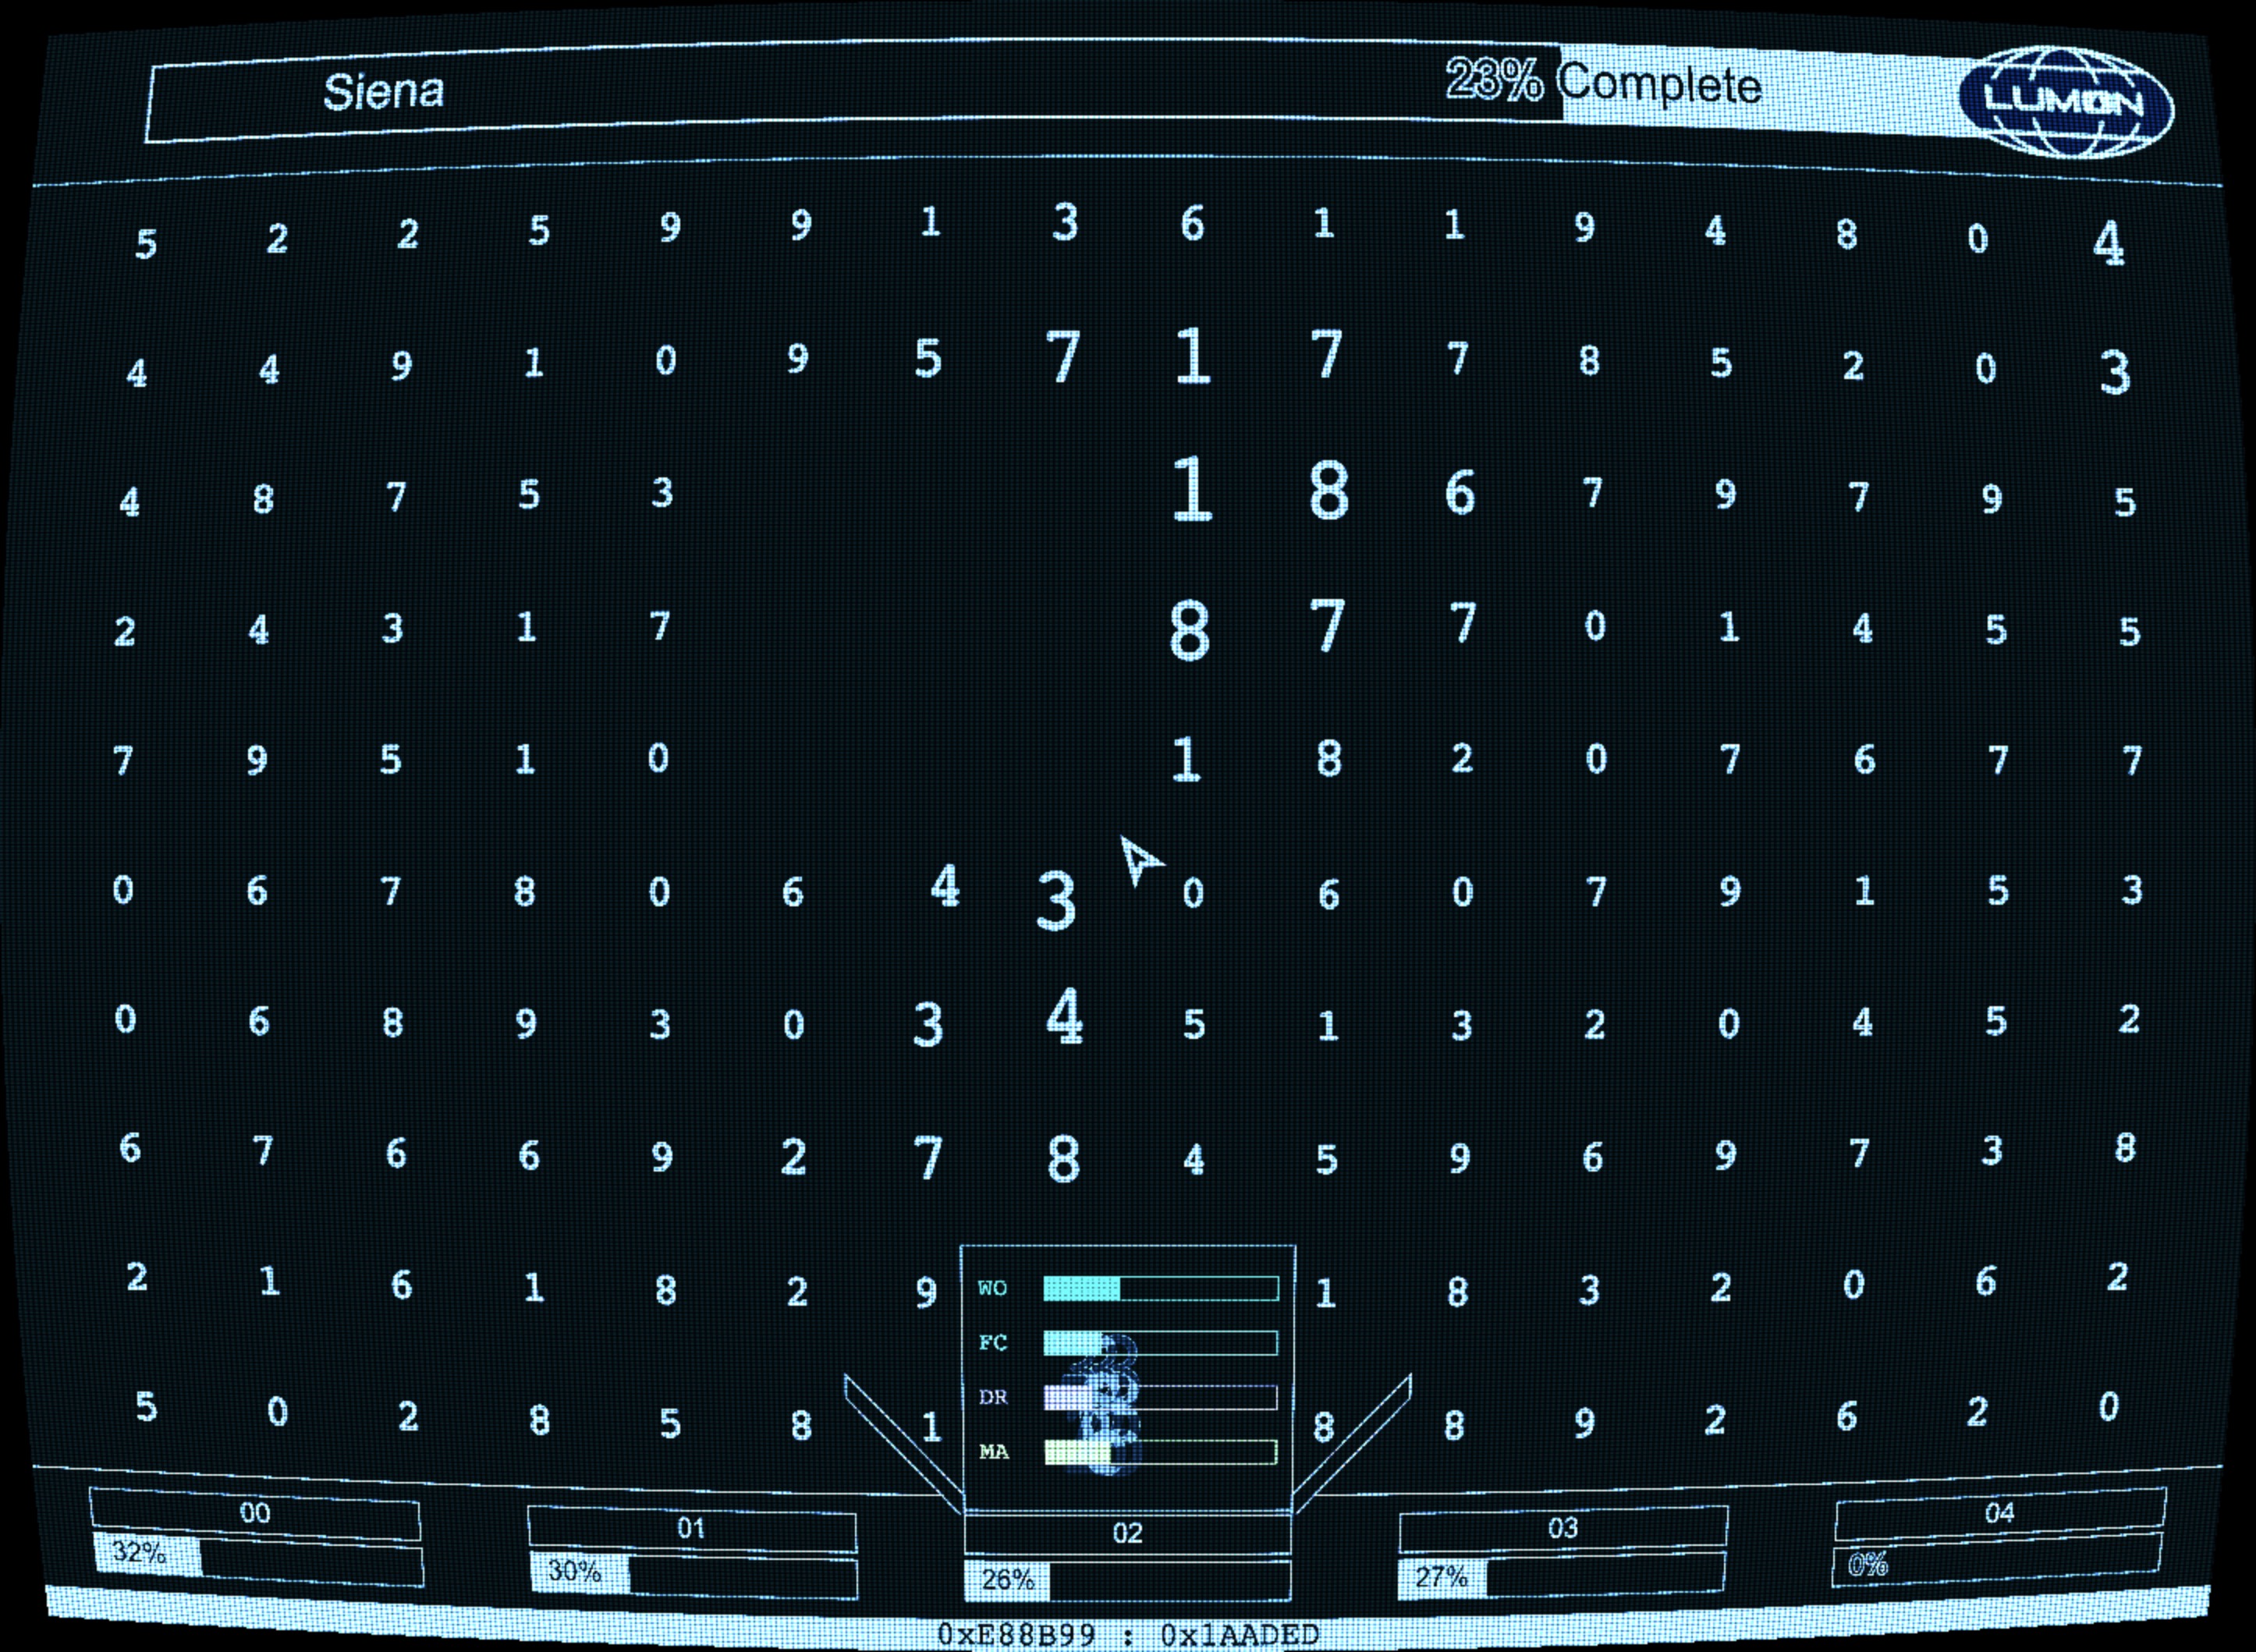 Siena 23% Complete LUMON
5 2 2 5 9 9 1 3 6 1 1 9 4 8 0 4
4 4 9 1 0 9 5 7 1 7 7 8 5 2 0 3
4 8 7 5 3 1 8 6 7 9 7 9 5
2 4 3 1 7 8 7 7 0 1 4 5 5
7 9 5 1 0 1 8 2 0 7 6 7 7
0 6 7 8 0 6 4 3 0 6 0 7 9 1 5 3
0 6 8 9 3 0 3 4 5 1 3 2 0 4 5 2
6 7 6 6 9 2 7 8 4 5 9 6 9 7 3 8
2 1 6 1 8 2 9 1 8 3 2 0 6 2
5 0 2 8 5 8 1 8 8 9 2 6 2 0
WO
FC
DR
MA
00 01 02 03 04
32% 30% 26% 27% 0%
0xE88B99 : 0x1AADED